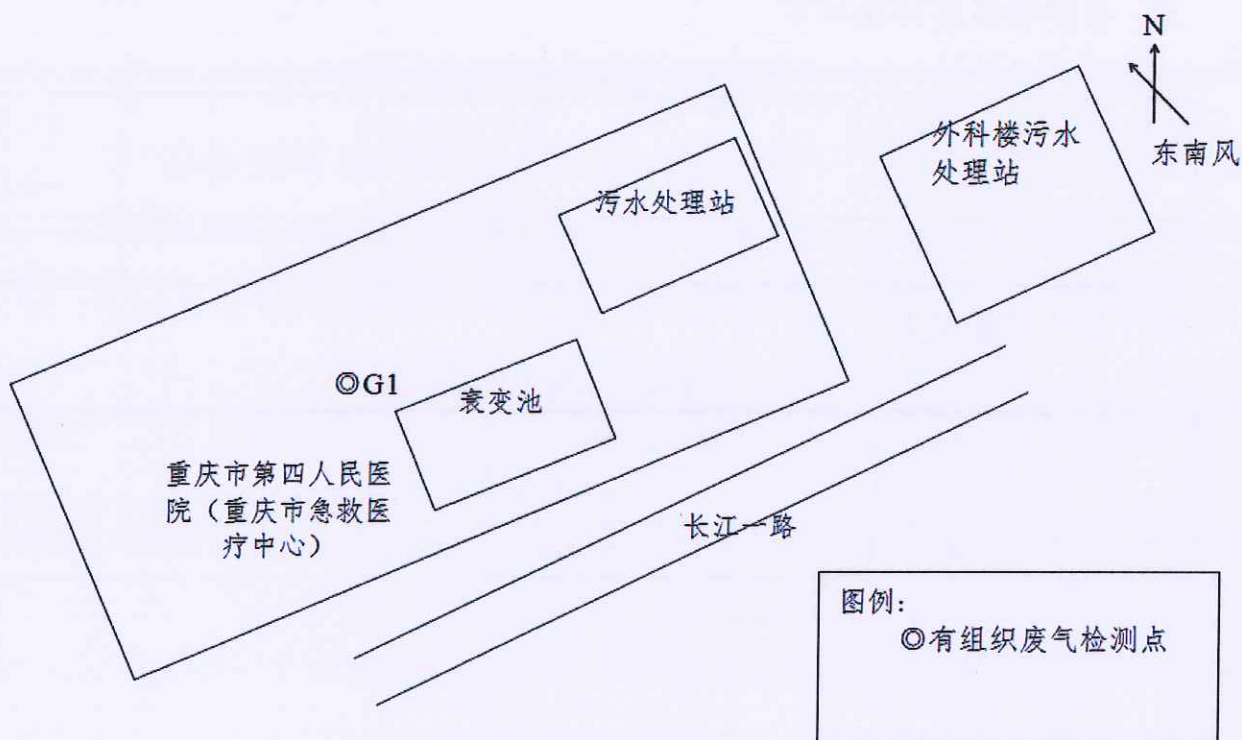 N
外科楼污水
处理站
东南风
污水处理站
◎G1
衰变池
重庆市第四人民医
院（重庆市急救医
疗中心）
长江一路
图例：
◎有组织废气检测点